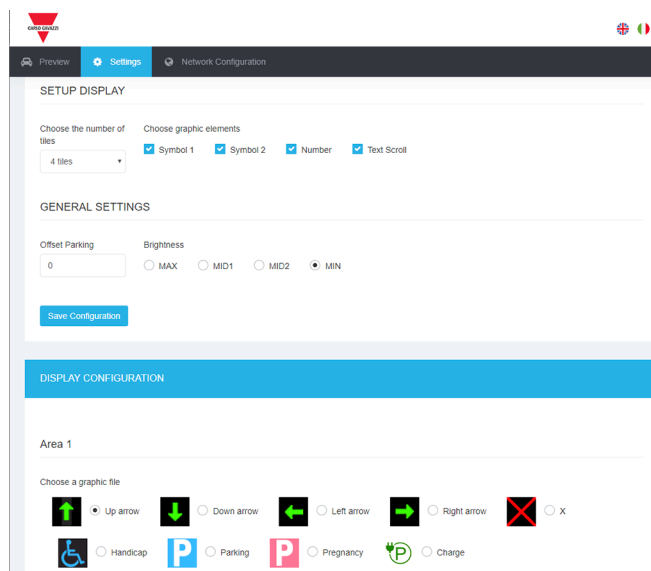 CARLO GAVAZZI
Preview Settings Network Configuration
SETUP DISPLAY
Choose the number of tiles
Choose graphic elements
4 tiles
Symbol 1 Symbol 2 Number Text Scroll
GENERAL SETTINGS
Offset Parking Brightness
0 MAX MID1 MID2 MIN
Save Configuration
DISPLAY CONFIGURATION
Area 1
Choose a graphic file
Up arrow Down arrow Left arrow Right arrow X
Handicap P Parking P Pregnancy P Charge